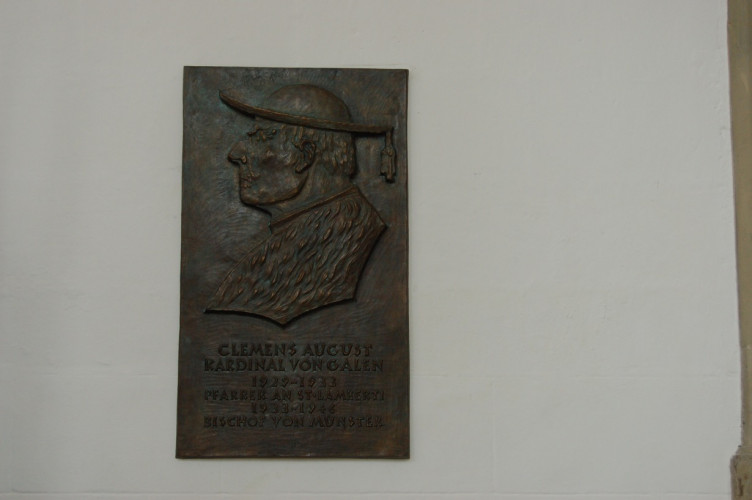 CLEMENS AUGUST
KARDINAL VON GALEN
1929-1933
PFARRER AN ST·LAMBERTI
1933-1946
BISCHOF VON MÜNSTER